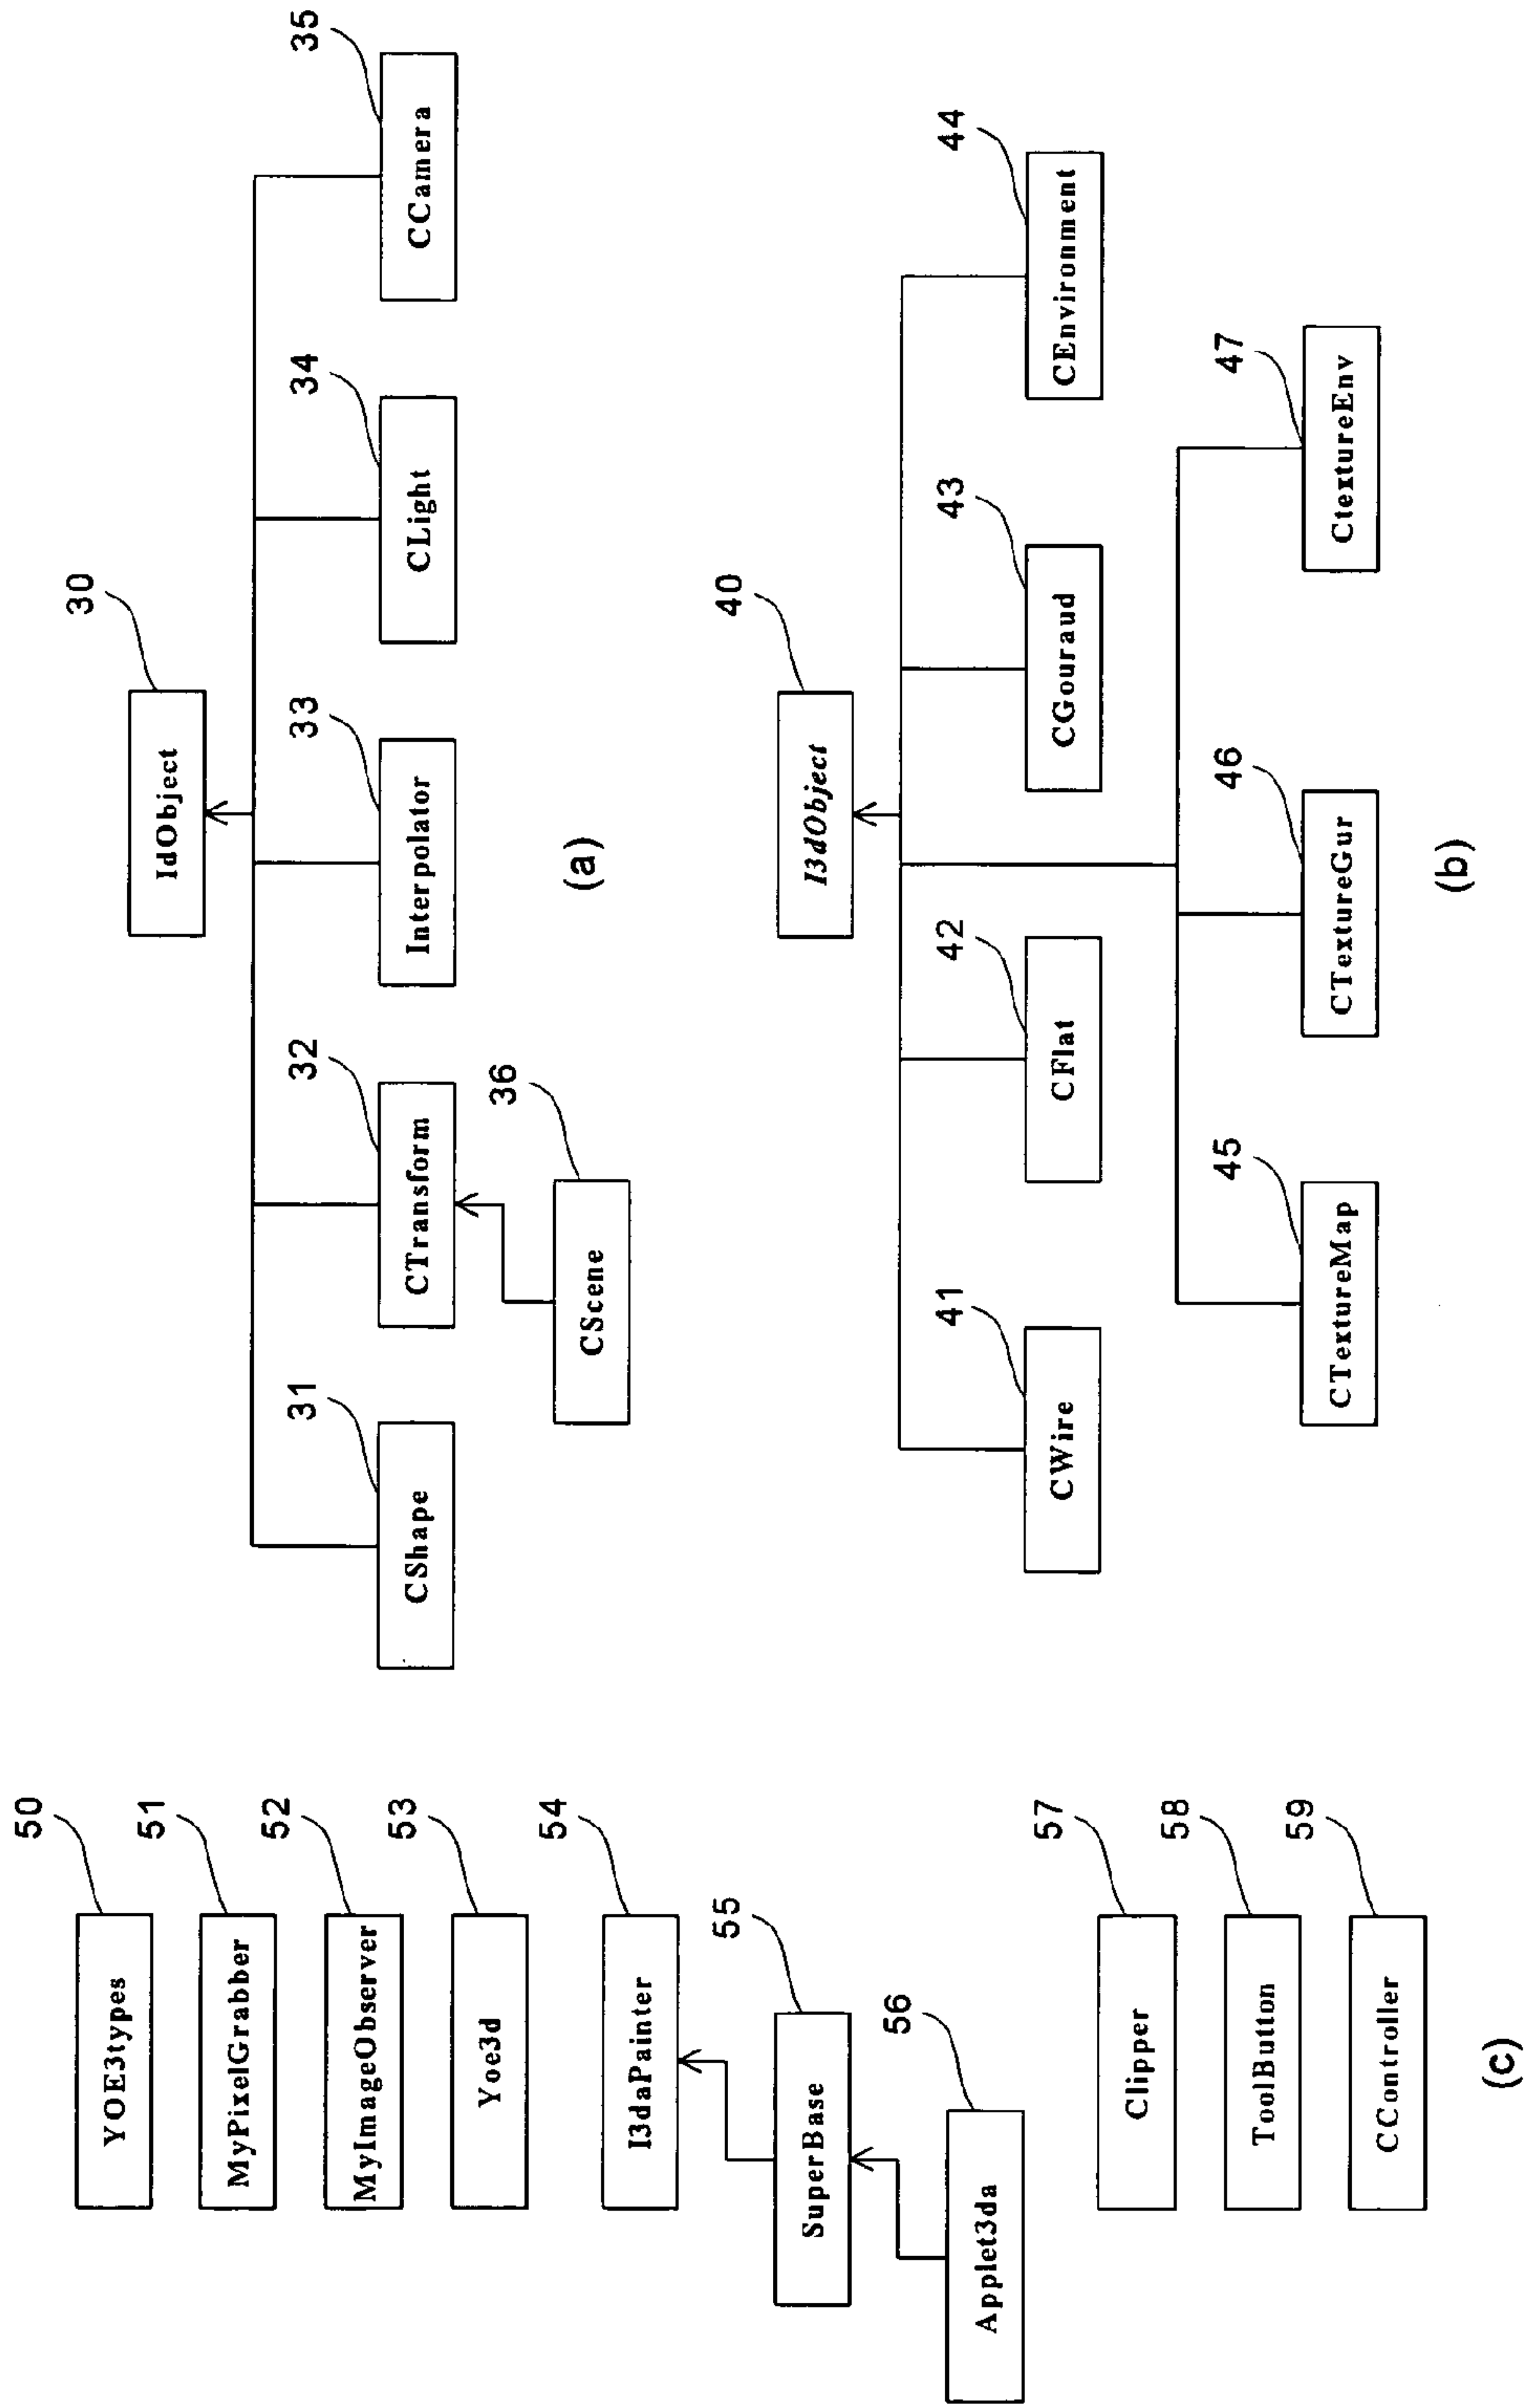 50
YOE3types
51
MyPixelGrabber
52
MyImageObserver
53
Yoe3d
54
I3daPainter
55
SuperBase
56
Applet3da
57
Clipper
58
ToolButton
59
CController
(c)
30
IdObject
31
CShape
32
CTransform
33
Interpolator
34
CLight
35
CCamera
36
CScene
(a)
40
I3dObject
41
CWire
42
CFlat
43
CGouraud
44
CEnvironment
45
CTextureMap
46
CTextureGur
47
CtextureEnv
(b)